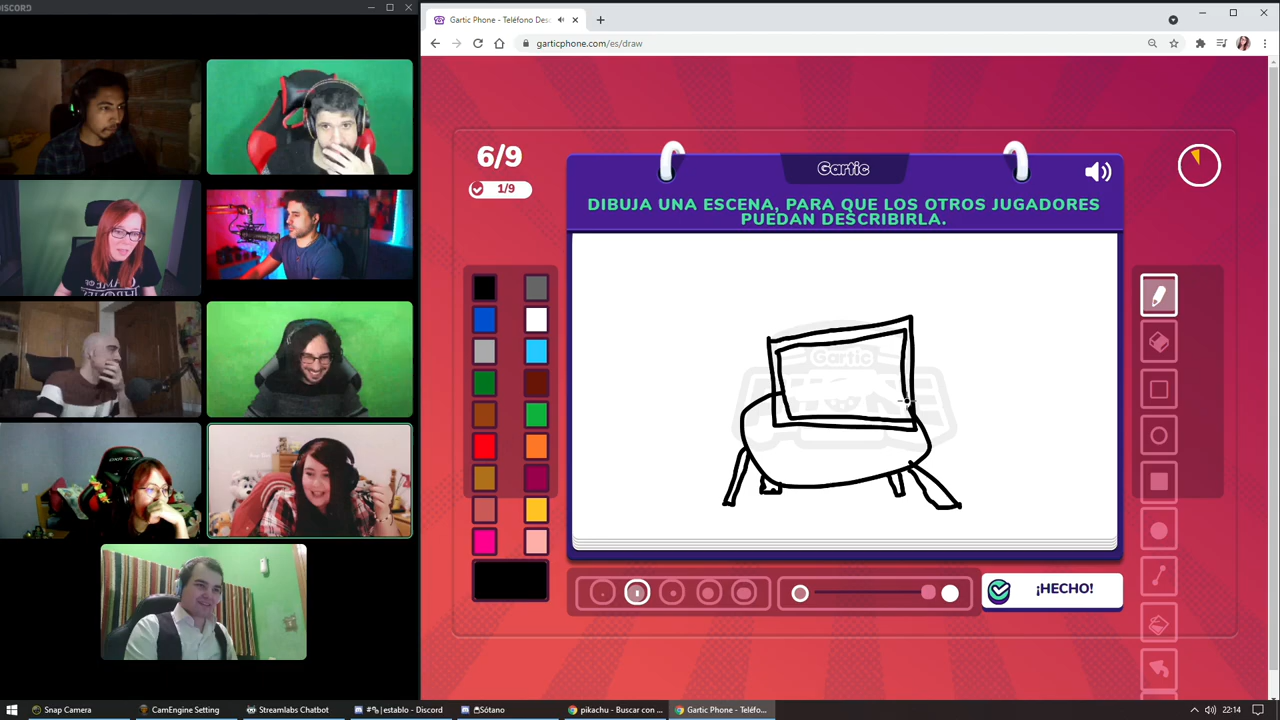 DISCORD
Gartic Phone - Teléfono Desc
garticphone.com/es/draw
6/9
1/9
Gartic
DIBUJA UNA ESCENA, PARA QUE LOS OTROS JUGADORES
PUEDAN DESCRIBIRLA.
Gartic
PHONE
¡HECHO!
Snap Camera
CamEngine Setting
Streamlabs Chatbot
#🐴|establo - Discord
Sótano
pikachu - Buscar con ...
Gartic Phone - Teléfo...
22:14